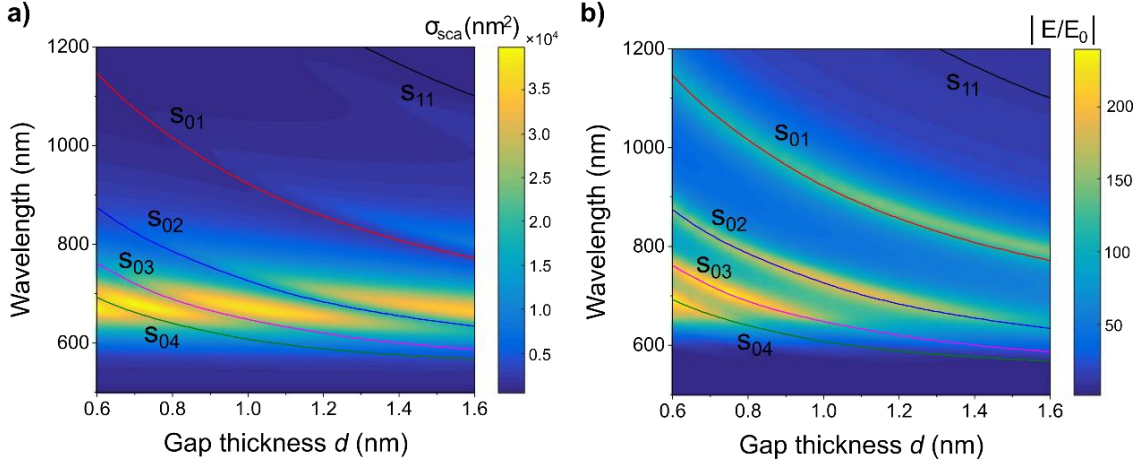 a)
σsca(nm²)
×10⁴
1200
1000
800
600
Wavelength (nm)
s11
s01
s02
s03
s04
4.0
3.5
3.0
2.5
2.0
1.5
1.0
0.5
0.6 0.8 1.0 1.2 1.4 1.6
Gap thickness d (nm)
b)
|E/E0|
1200
1000
800
600
Wavelength (nm)
s11
s01
s02
s03
s04
200
150
100
50
0.6 0.8 1.0 1.2 1.4 1.6
Gap thickness d (nm)